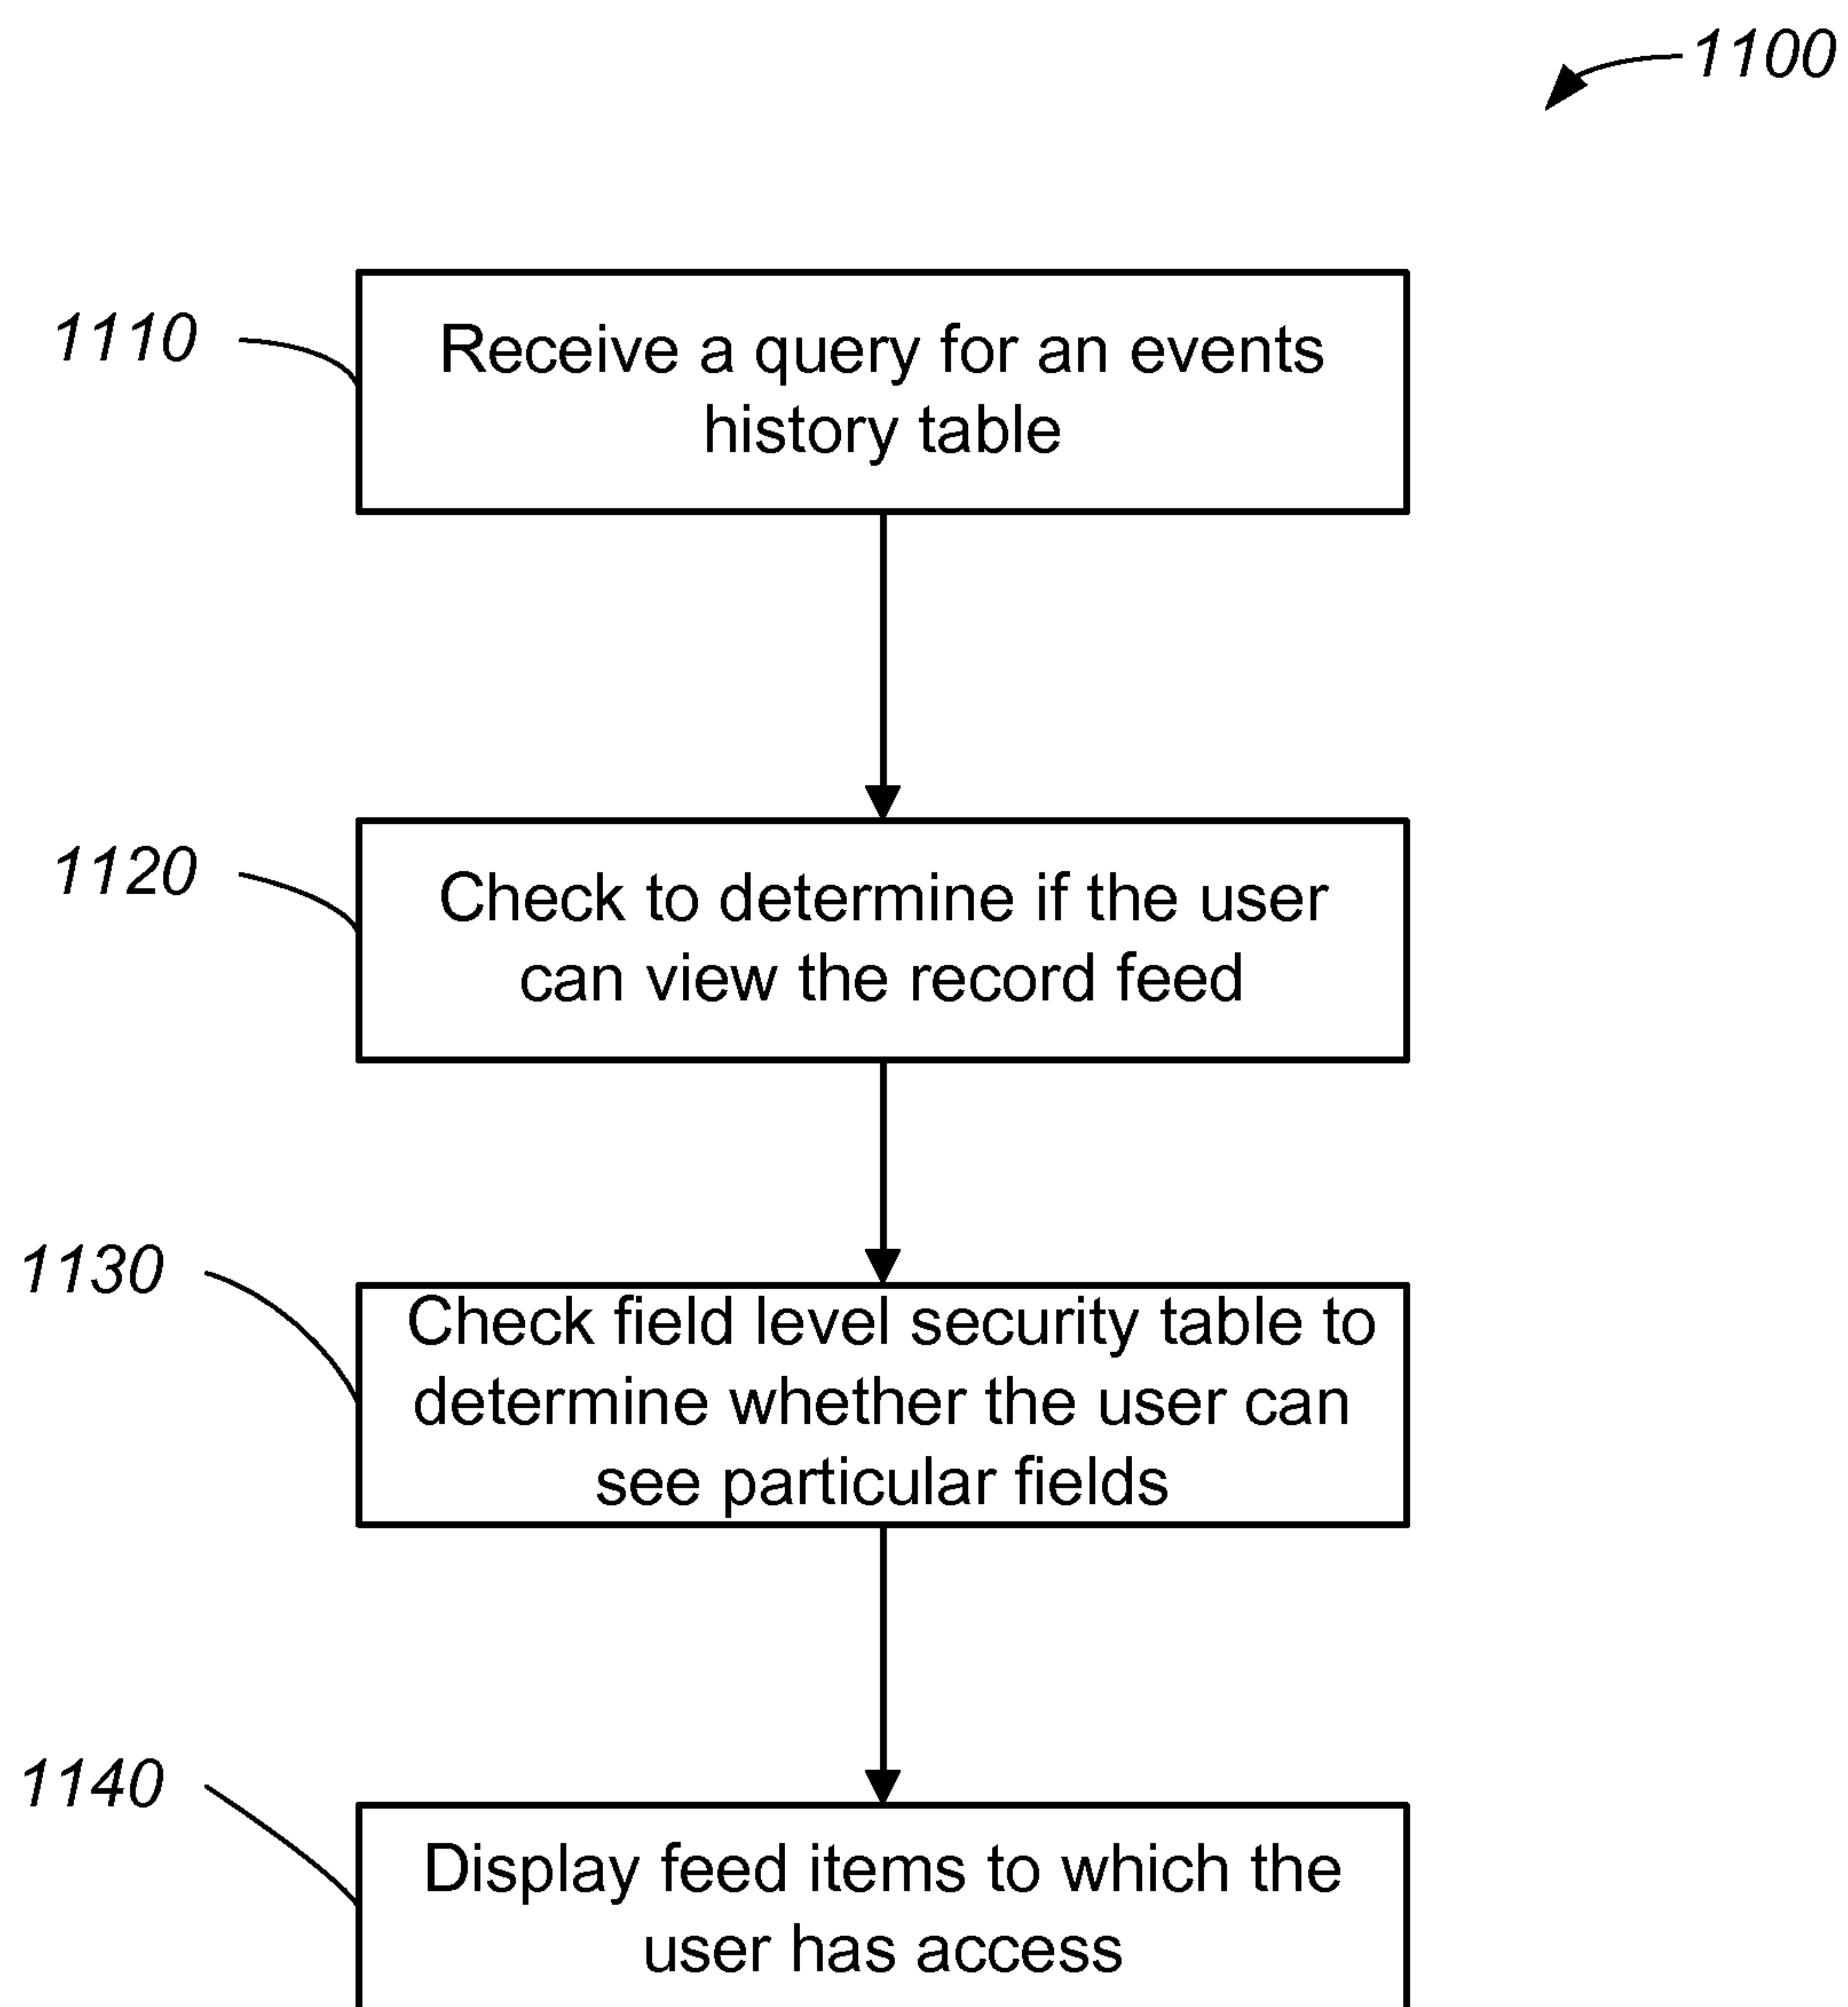 1100
1110
Receive a query for an events
history table
1120
Check to determine if the user
can view the record feed
1130
Check field level security table to
determine whether the user can
see particular fields
1140
Display feed items to which the
user has access